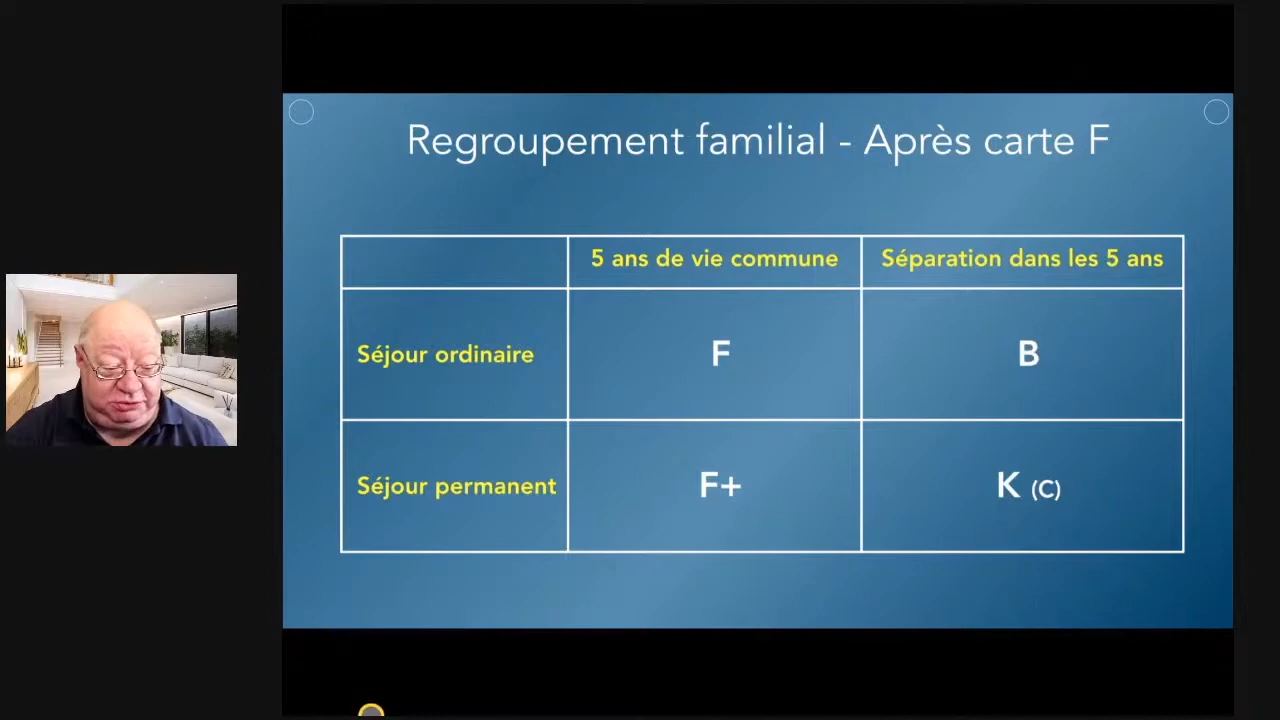 Regroupement familial - Après carte F
5 ans de vie commune
Séparation dans les 5 ans
Séjour ordinaire
F
B
Séjour permanent
F+
K (C)